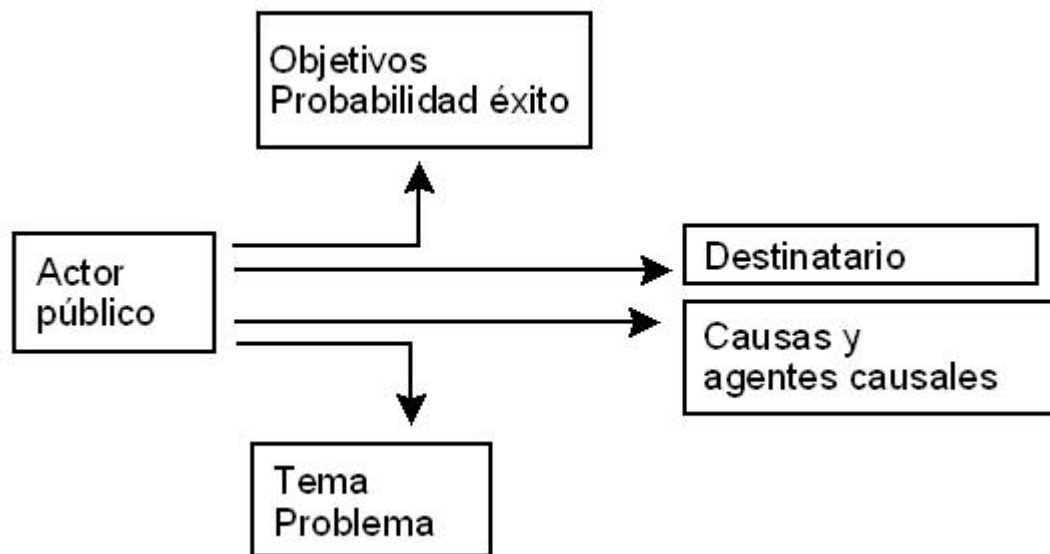 Objetivos
Probabilidad éxito
Actor
público
Destinatario
Causas y
agentes causales
Tema
Problema